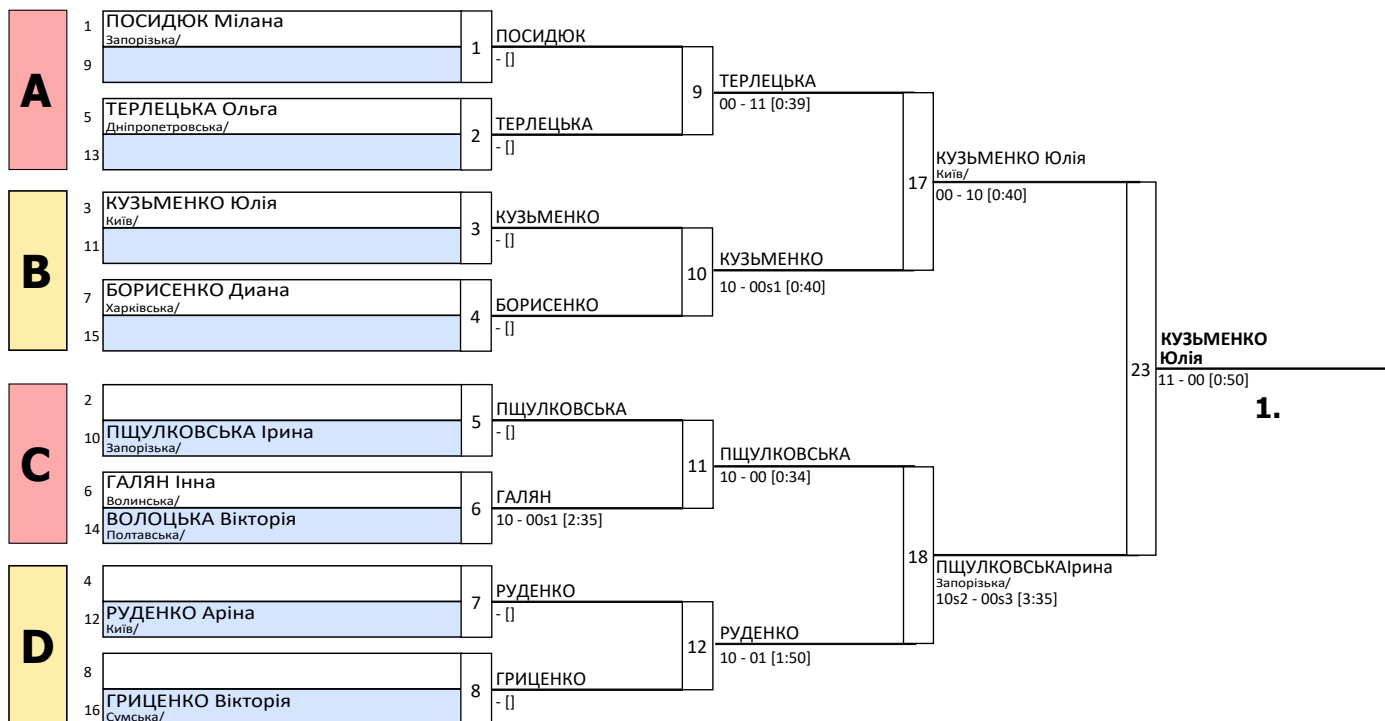 A
1
ПОСИДЮК Мілана
Запорізька/
9
1
ПОСИДЮК
- []
5
ТЕРЛЕЦЬКА Ольга
Дніпропетровська/
13
2
ТЕРЛЕЦЬКА
- []
9
ТЕРЛЕЦЬКА
00 - 11 [0:39]
B
3
КУЗЬМЕНКО Юлія
Київ/
11
3
КУЗЬМЕНКО
- []
7
БОРИСЕНКО Диана
Харківська/
15
4
БОРИСЕНКО
- []
10
КУЗЬМЕНКО
10 - 00s1 [0:40]
17
КУЗЬМЕНКО Юлія
Київ/
00 - 10 [0:40]
C
2
10
ПЩУЛКОВСЬКА Ірина
Запорізька/
5
ПЩУЛКОВСЬКА
- []
6
ГАЛЯН Інна
Волинська/
14
ВОЛОЦЬКА Вікторія
Полтавська/
6
ГАЛЯН
10 - 00s1 [2:35]
11
ПЩУЛКОВСЬКА
10 - 00 [0:34]
D
4
12
РУДЕНКО Аріна
Київ/
7
РУДЕНКО
- []
8
16
ГРИЦЕНКО Вікторія
Сумська/
8
ГРИЦЕНКО
- []
12
РУДЕНКО
10 - 01 [1:50]
18
ПЩУЛКОВСЬКАІрина
Запорізька/
10s2 - 00s3 [3:35]
23
КУЗЬМЕНКО
Юлія
11 - 00 [0:50]
1.